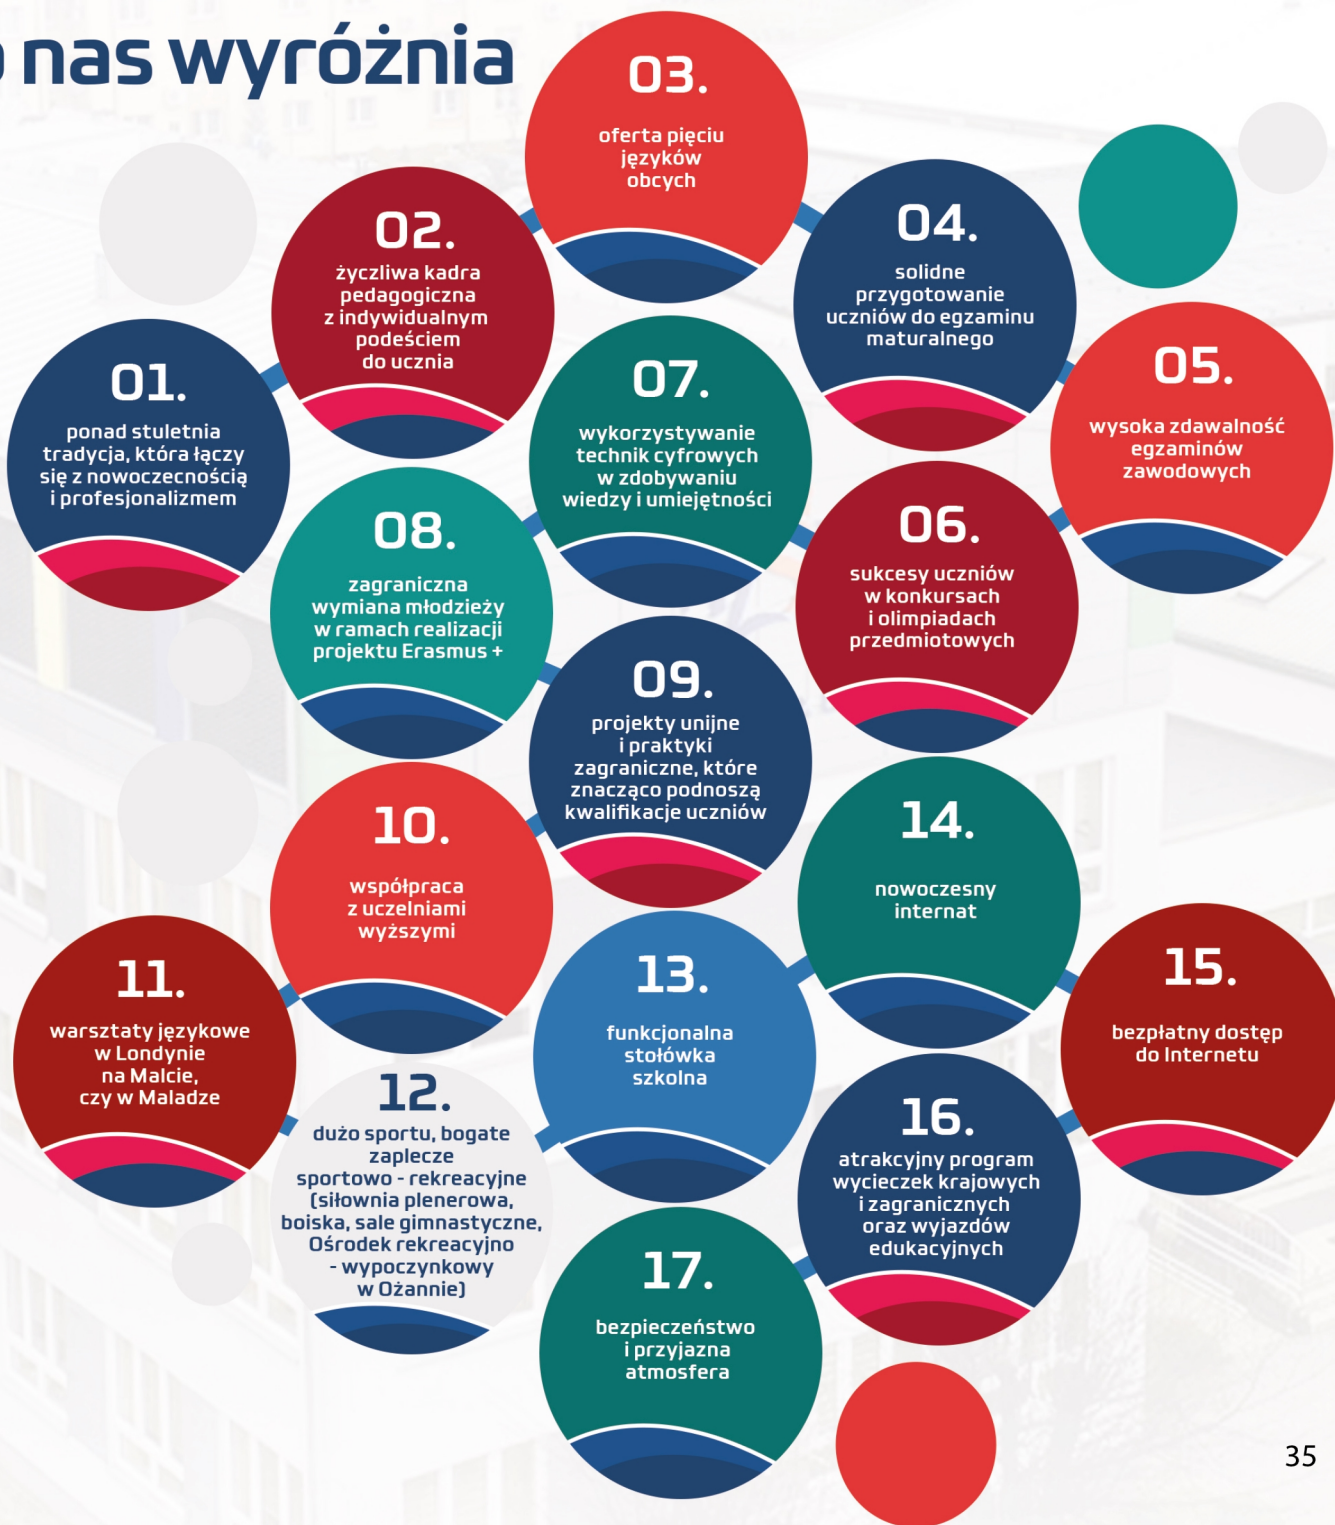 nas wyróżnia
01.
ponad stuletnia
tradycja, która łączy
się z nowoczecnością
i profesjonalizmem
02.
życzliwa kadra
pedagogiczna
z indywidualnym
podeściem
do ucznia
03.
oferta pięciu
języków
obcych
04.
solidne
przygotowanie
uczniów do egzaminu
maturalnego
05.
wysoka zdawalność
egzaminów
zawodowych
06.
sukcesy uczniów
w konkursach
i olimpiadach
przedmiotowych
07.
wykorzystywanie
technik cyfrowych
w zdobywaniu
wiedzy i umiejętności
08.
zagraniczna
wymiana młodzieży
w ramach realizacji
projektu Erasmus +
09.
projekty unijne
i praktyki
zagraniczne, które
znacząco podnoszą
kwalifikacje uczniów
10.
współpraca
z uczelniami
wyższymi
11.
warsztaty językowe
w Londynie
na Malcie,
czy w Maladze
12.
dużo sportu, bogate
zaplecze
sportowo - rekreacyjne
(siłownia plenerowa,
boiska, sale gimnastyczne,
Ośrodek rekreacyjno
- wypoczynkowy
w Ożannie)
13.
funkcjonalna
stołówka
szkolna
14.
nowoczesny
internat
15.
bezpłatny dostęp
do Internetu
16.
atrakcyjny program
wycieczek krajowych
i zagranicznych
oraz wyjazdów
edukacyjnych
17.
bezpieczeństwo
i przyjazna
atmosfera
35